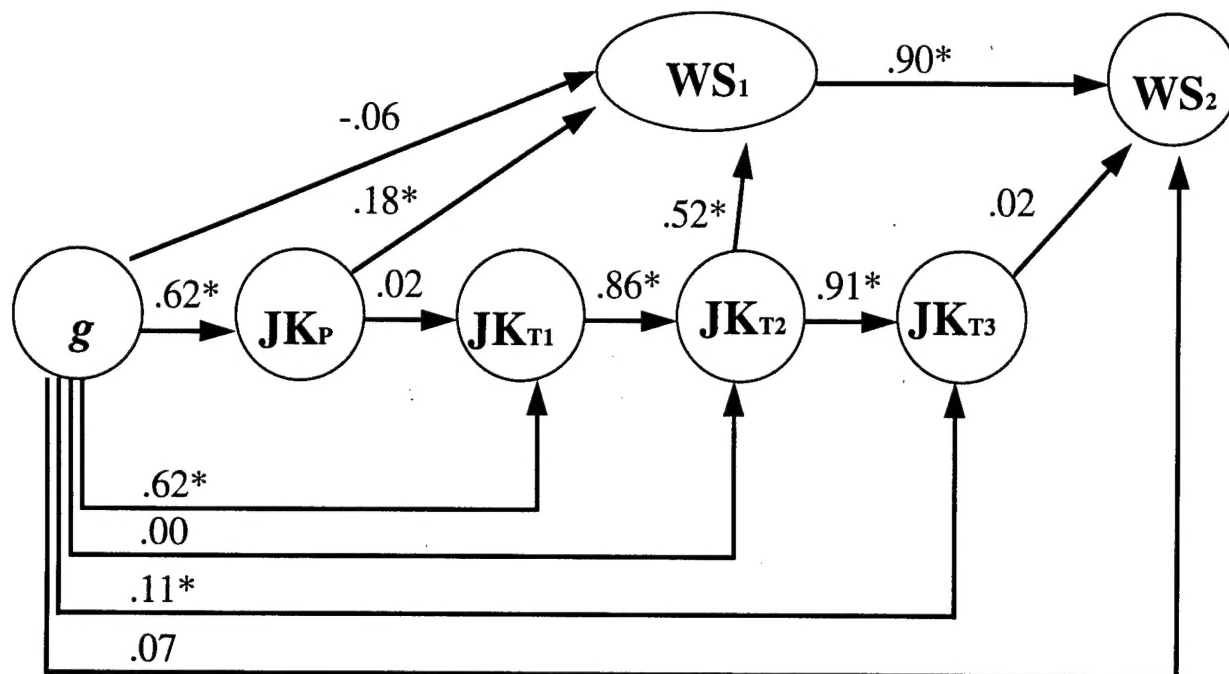 WS₁
.90*
WS₂
-.06
.18*
.52*
.02
g
.62*
JKP
.02
JKT1
.86*
JKT2
.91*
JKT3
.62*
.00
.11*
.07